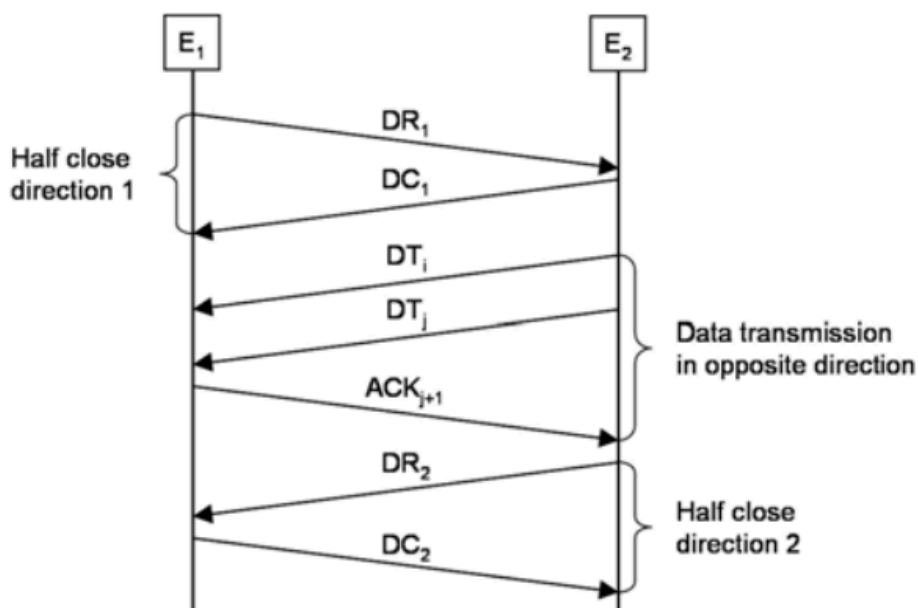 E₁
E₂
DR₁
Half close
direction 1
DC₁
DTᵢ
DTⱼ
Data transmission
in opposite direction
ACKⱼ₊₁
DR₂
Half close
direction 2
DC₂